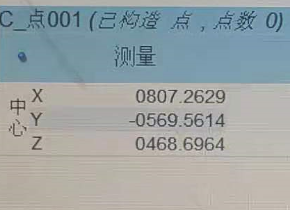 C_点001 (已构造 点 , 点数 0)
测量
中心
X 0807.2629
Y -0569.5614
Z 0468.6964